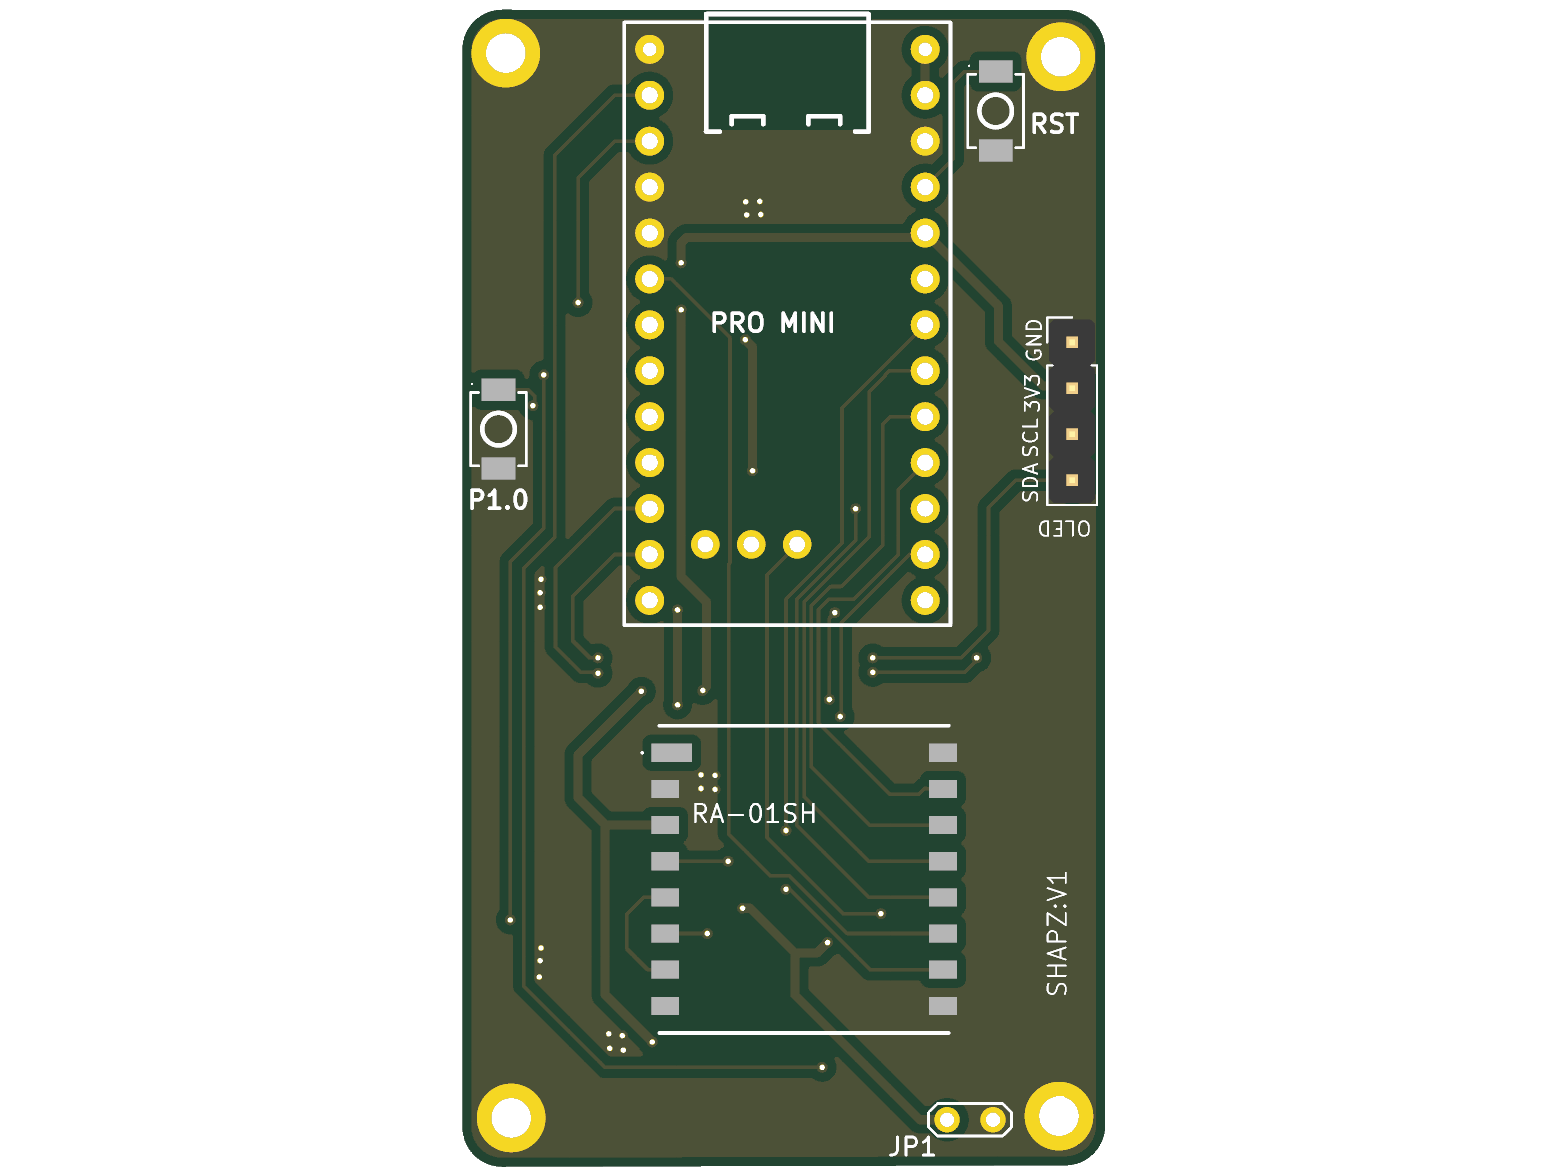 RST
PRO MINI
GND
3V3
SCL
SDA
OLED
P1.0
RA-01SH
SHAPZ:V1
JP1